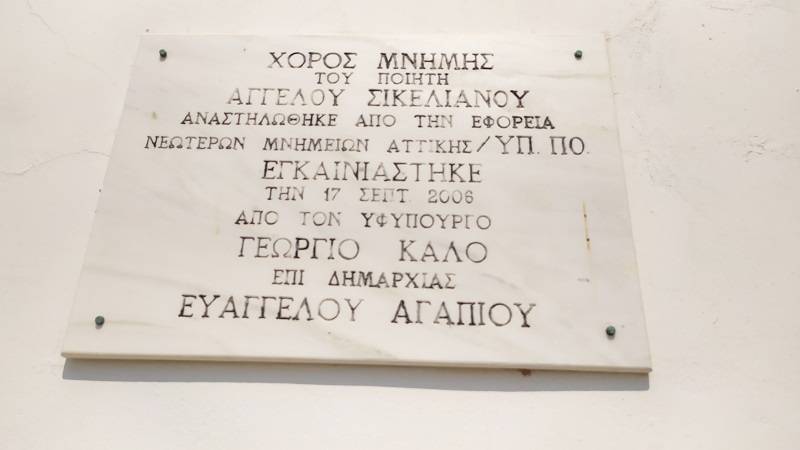 ΧΟΡΟΣ ΜΝΗΜΗΣ
ΤΟΥ ΠΟΙΗΤΗ
ΑΓΓΕΛΟΥ ΣΙΚΕΛΙΑΝΟΥ
ΑΝΑΣΤΗΛΩΘΗΚΕ ΑΠΟ ΤΗΝ ΕΦΟΡΕΙΑ
ΝΕΩΤΕΡΩΝ ΜΝΗΜΕΙΩΝ ΑΤΤΙΚΗΣ/ΥΠ.ΠΟ.
ΕΓΚΑΙΝΙΑΣΤΗΚΕ
ΤΗΝ 17 ΣΕΠΤ. 2006
ΑΠΟ ΤΟΝ ΥΦΥΠΟΥΡΓΟ
ΓΕΩΡΓΙΟ ΚΑΛΟ
ΕΠΙ ΔΗΜΑΡΧΙΑΣ
ΕΥΑΓΓΕΛΟΥ ΑΓΑΠΙΟΥ